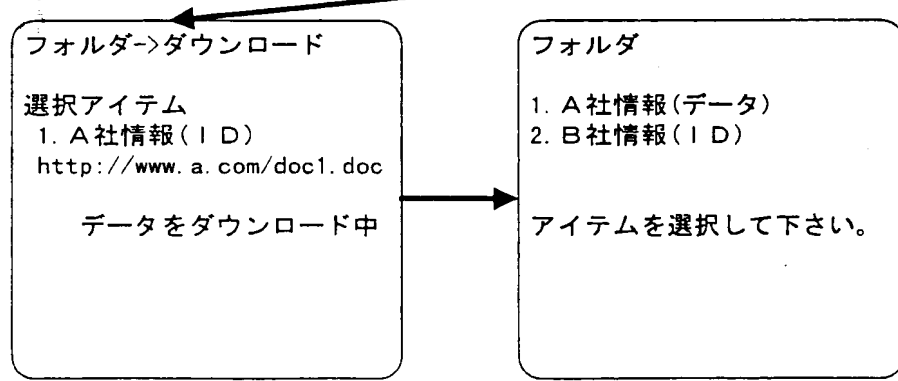 フォルダ->ダウンロード
選択アイテム
1. A社情報(ID)
http://www.a.com/doc1.doc
データをダウンロード中
フォルダ
1. A社情報(データ)
2. B社情報(ID)
アイテムを選択して下さい。